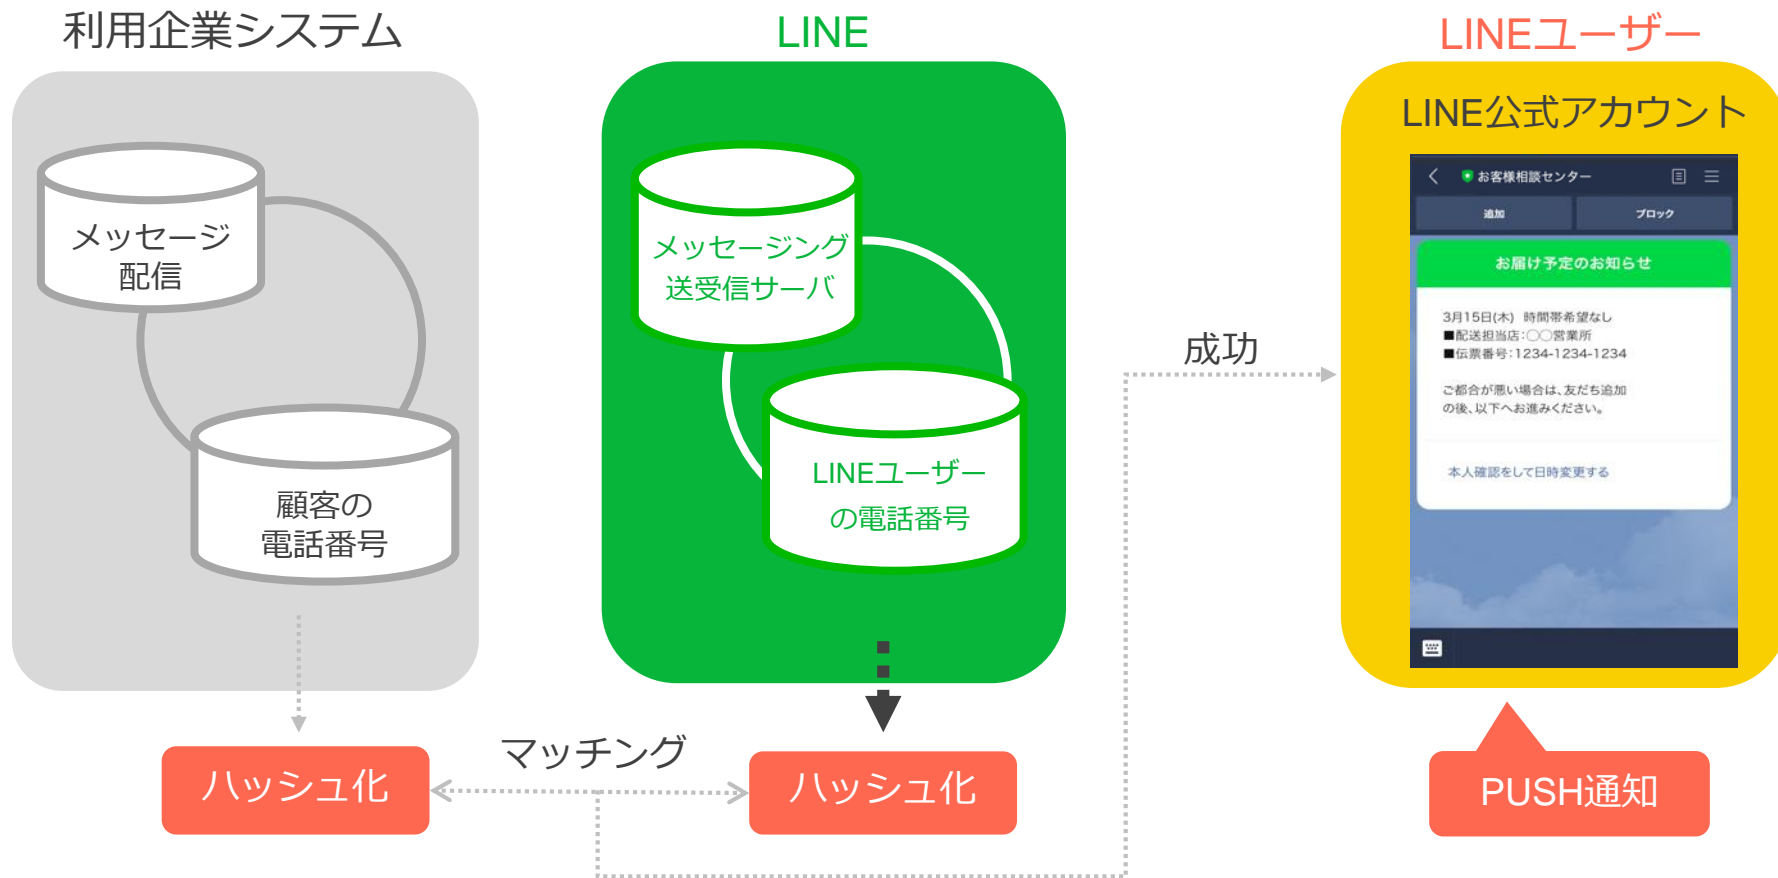 利用企業システム
メッセージ
配信
顧客の
電話番号
ハッシュ化
マッチング
LINE
メッセージング
送受信サーバ
LINEユーザー
の電話番号
ハッシュ化
成功
LINEユーザー
LINE公式アカウント
お客様相談センター
追加
ブロック
お届け予定のお知らせ
3月15日(木) 時間帯希望なし
■配送担当店:○○営業所
■伝票番号:1234-1234-1234
ご都合が悪い場合は、友だち追加
の後、以下へお進みください。
本人確認をして日時変更する
PUSH通知